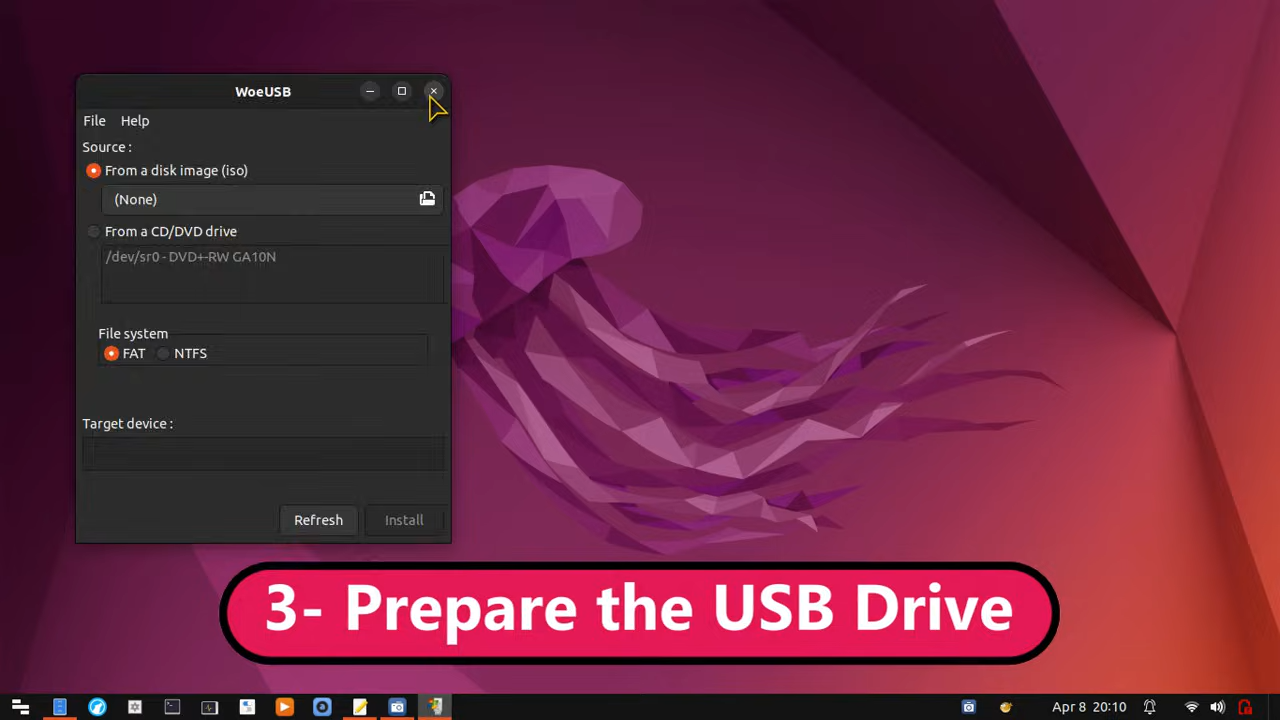 WoeUSB
File Help
Source :
From a disk image (iso)
(None)
From a CD/DVD drive
/dev/sr0 - DVD+-RW GA10N
File system
FAT NTFS
Target device :
Refresh Install
3- Prepare the USB Drive
Apr 8 20:10